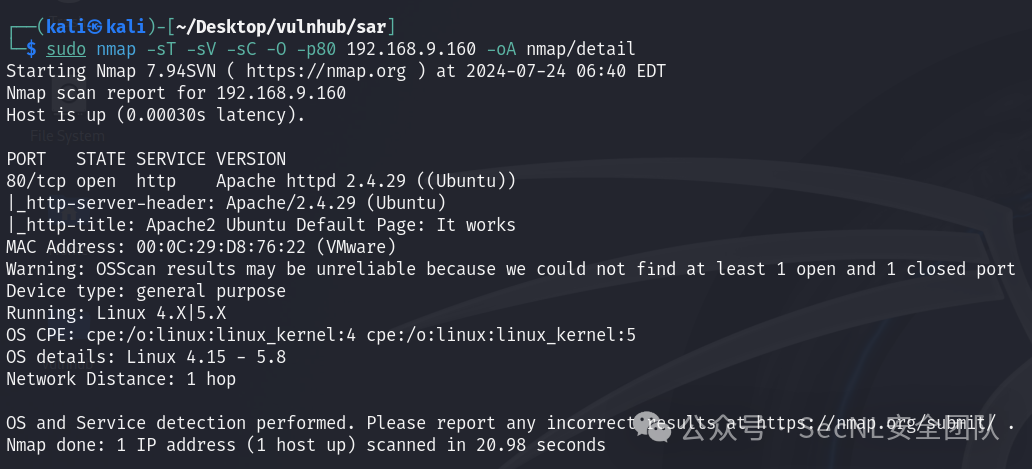 ┌──(kali㉿kali)-[~/Desktop/vulnhub/sar]
└─$ sudo nmap -sT -sV -sC -O -p80 192.168.9.160 -oA nmap/detail
Starting Nmap 7.94SVN ( https://nmap.org ) at 2024-07-24 06:40 EDT
Nmap scan report for 192.168.9.160
Host is up (0.00030s latency).
File System
PORT   STATE SERVICE VERSION
80/tcp open  http    Apache httpd 2.4.29 ((Ubuntu))
|_http-server-header: Apache/2.4.29 (Ubuntu)
|_http-title: Apache2 Ubuntu Default Page: It works
MAC Address: 00:0C:29:D8:76:22 (VMware)
Warning: OSScan results may be unreliable because we could not find at least 1 open and 1 closed port
Device type: general purpose
Running: Linux 4.X|5.X
OS CPE: cpe:/o:linux:linux_kernel:4 cpe:/o:linux:linux_kernel:5
OS details: Linux 4.15 - 5.8
Network Distance: 1 hop
OS and Service detection performed. Please report any incorrect results at https://nmap.org/submit/ .
公众号 · SecNL安全团队
Nmap done: 1 IP address (1 host up) scanned in 20.98 seconds